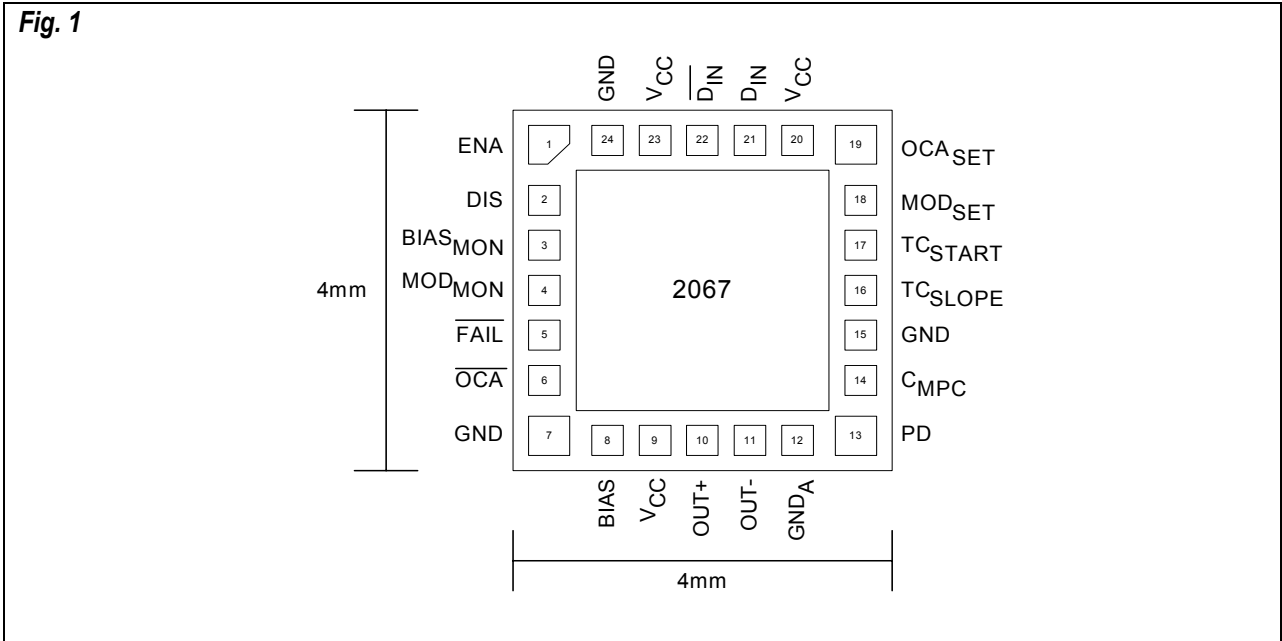 Fig. 1
GND
VCC
DIN
DIN
VCC
ENA
1
24
23
22
21
20
19
OCASET
DIS
2
18
MODSET
BIASMON
3
17
TCSTART
4mm
MODMON
4
2067
16
TCSLOPE
FAIL
5
15
GND
OCA
6
14
CMPC
GND
7
8
9
10
11
12
13
PD
BIAS
VCC
OUT+
OUT-
GNDA
4mm